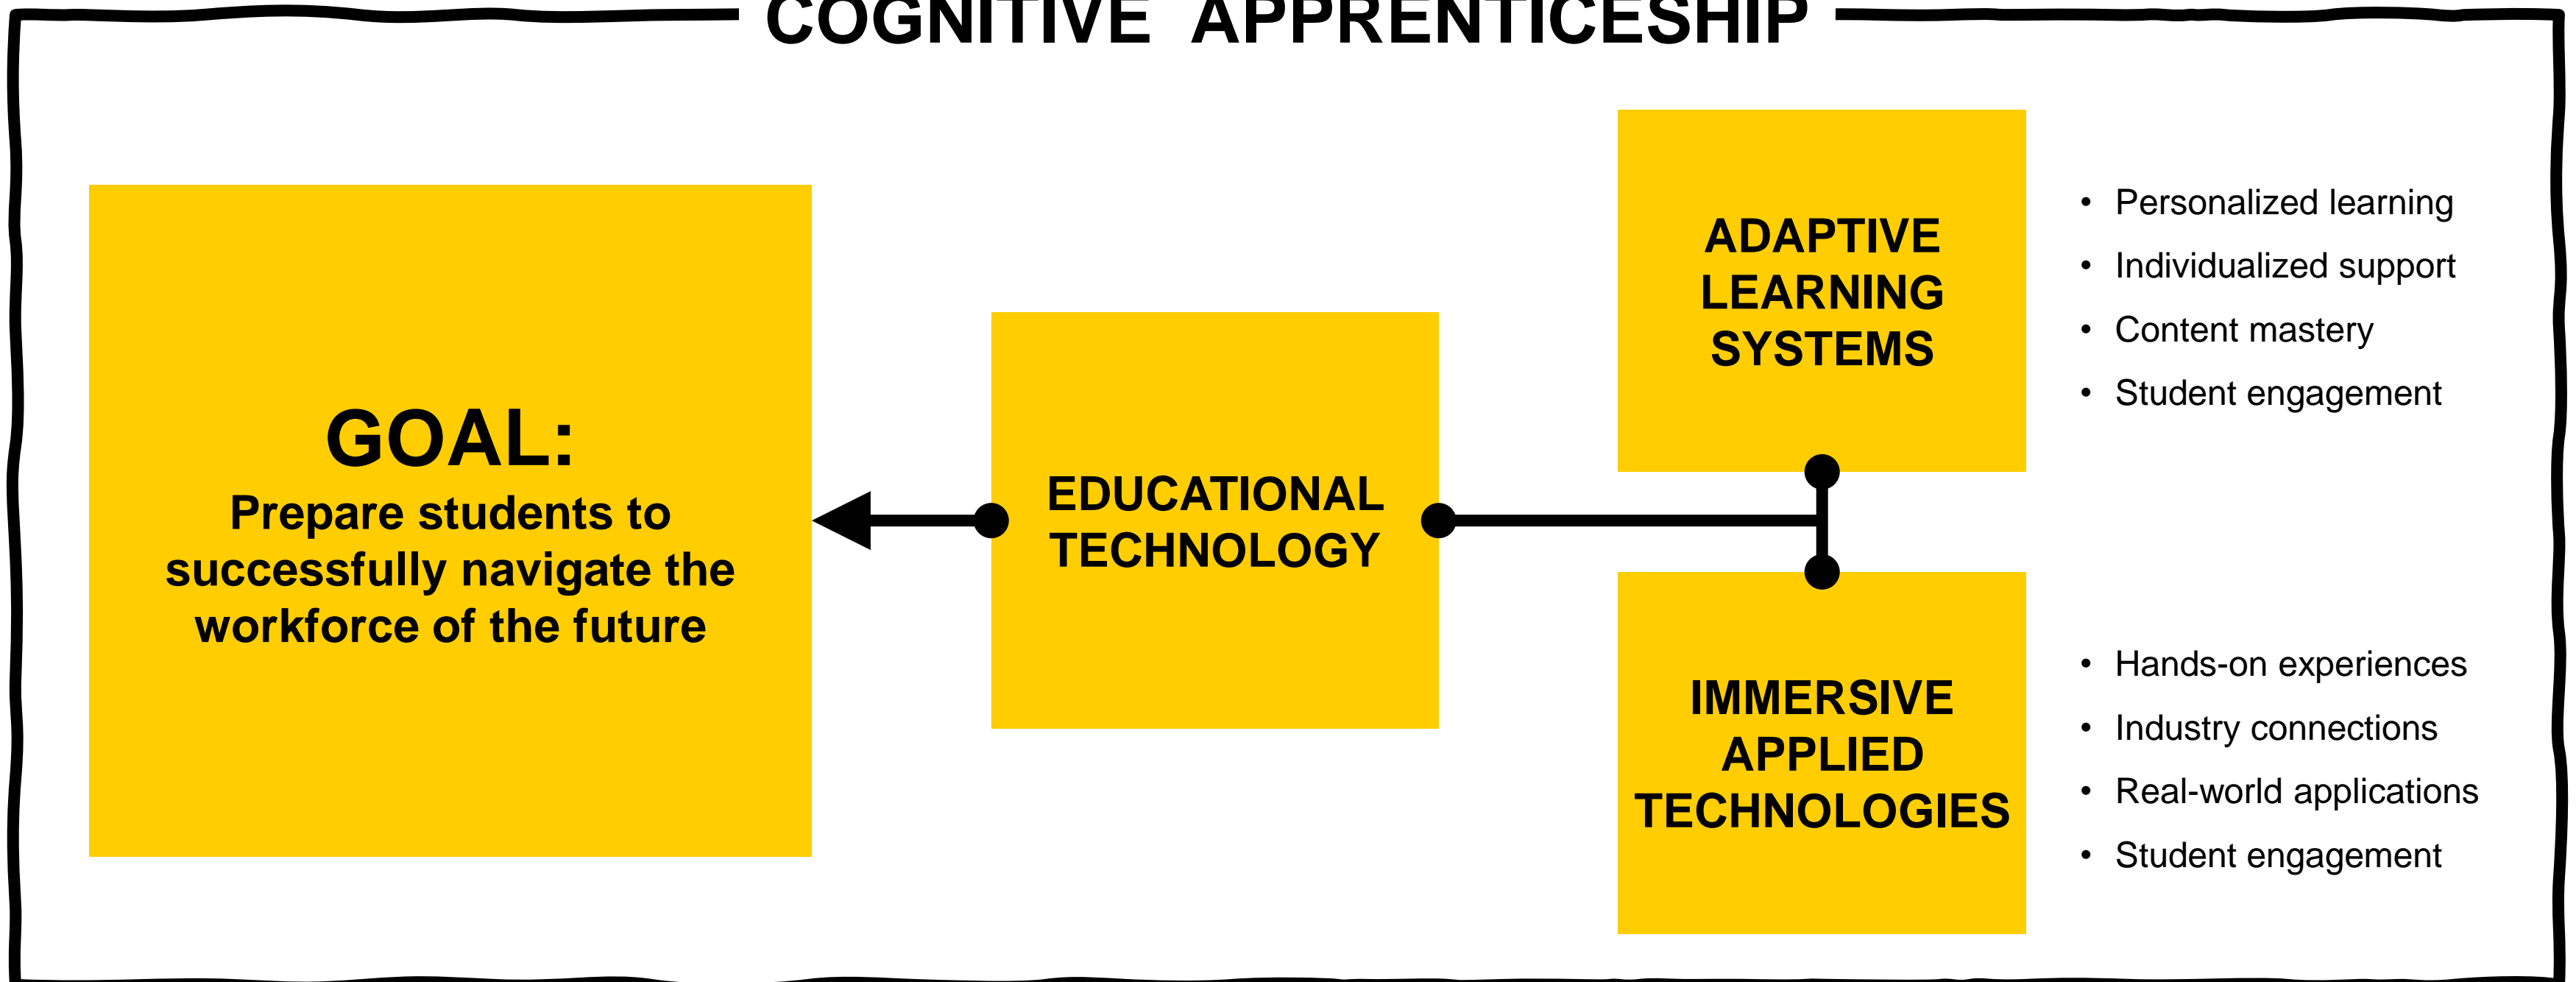 COGNITIVE APPRENTICESHIP
GOAL:
Prepare students to
successfully navigate the
workforce of the future
EDUCATIONAL
TECHNOLOGY
ADAPTIVE
LEARNING
SYSTEMS
• Personalized learning
• Individualized support
• Content mastery
• Student engagement
IMMERSIVE
APPLIED
TECHNOLOGIES
• Hands-on experiences
• Industry connections
• Real-world applications
• Student engagement